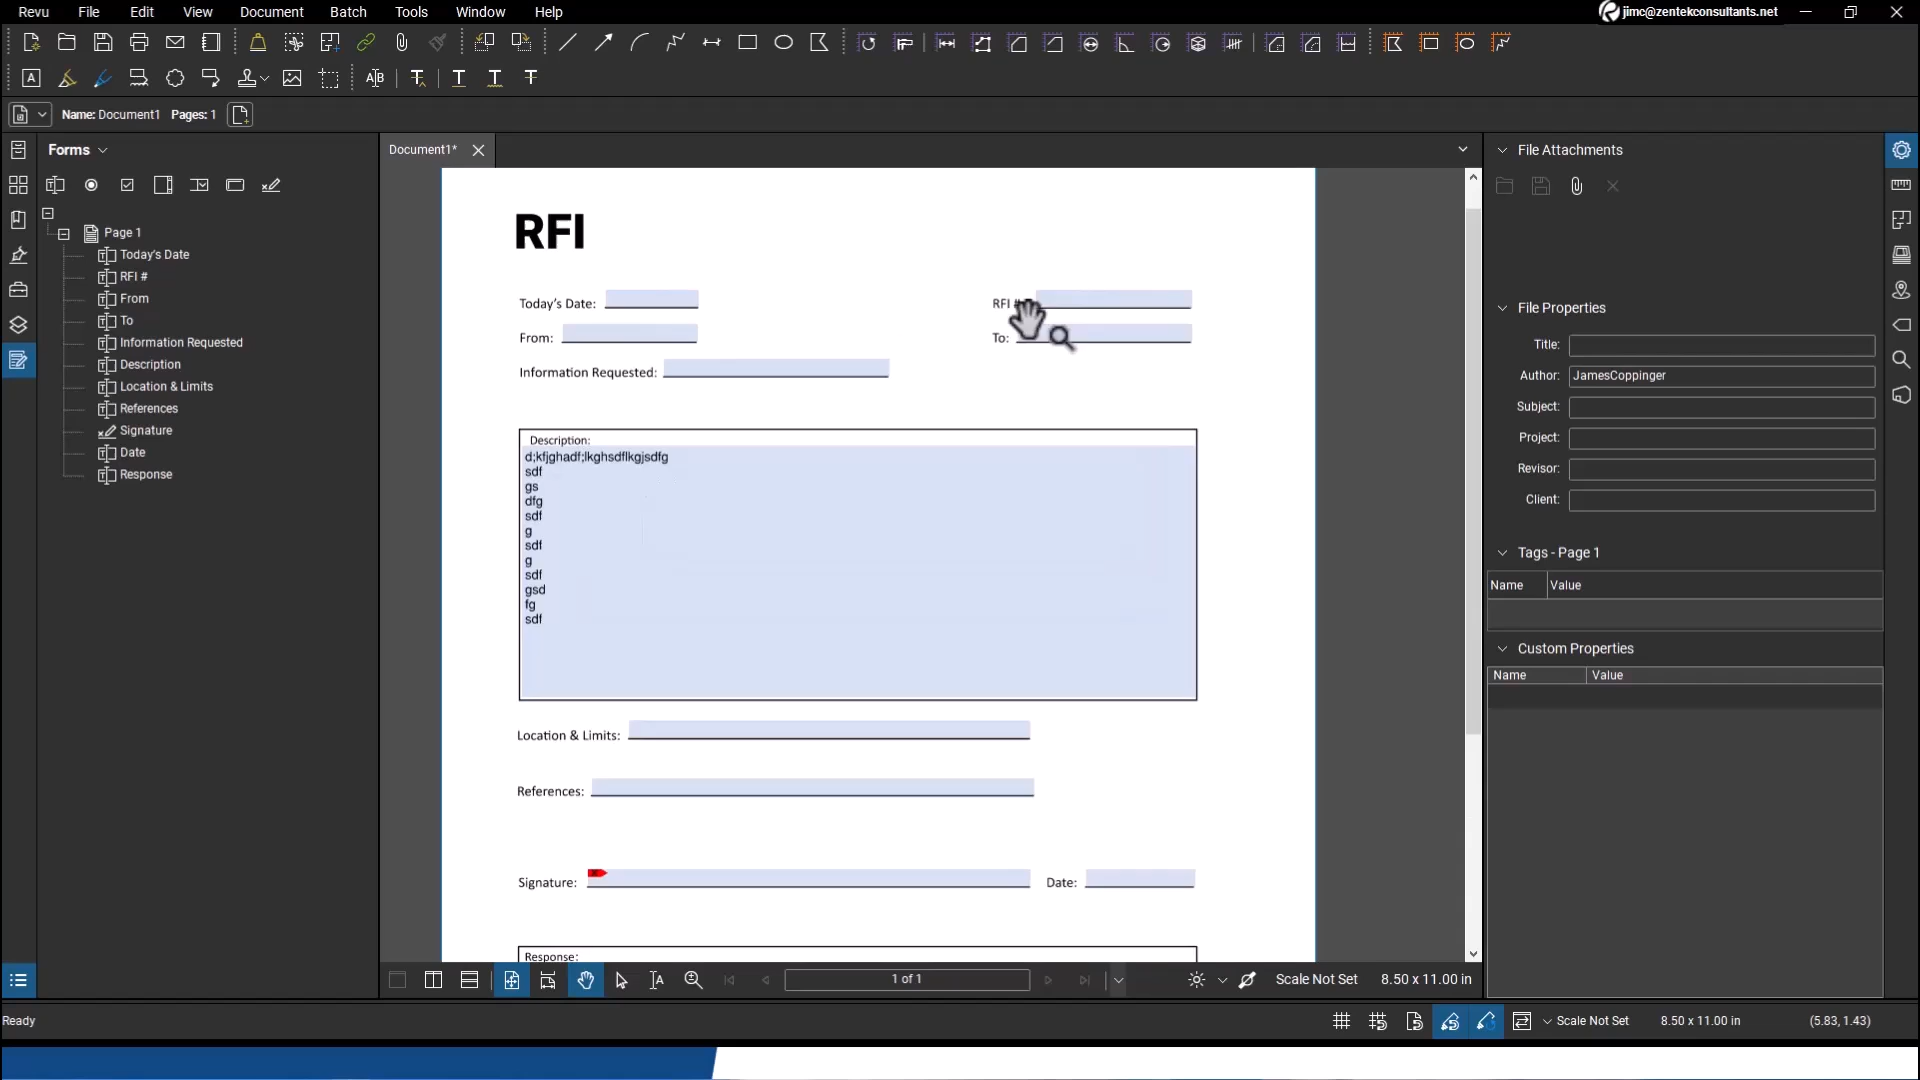 Revu File Edit View Document Batch Tools Window Help jimc@zentekconsultants.net
Name: Document1 Pages: 1
Forms
Page 1
Today's Date
RFI #
From
To
Information Requested
Description
Location & Limits
References
Signature
Date
Response
Document1*
RFI
Today's Date:
RFI #
From:
To:
Information Requested:
Description:
d;kfjghadf;lkghsdflkgjsdfg
sdf
gs
dfg
sdf
g
sdf
g
sdf
gsd
fg
sdf
Location & Limits:
References:
Signature:
Date:
Response:
1 of 1
Scale Not Set 8.50 x 11.00 in
File Attachments
File Properties
Title:
Author: JamesCoppinger
Subject:
Project:
Revisor:
Client:
Tags - Page 1
Name Value
Custom Properties
Name Value
Ready
Scale Not Set 8.50 x 11.00 in (5.83, 1.43)